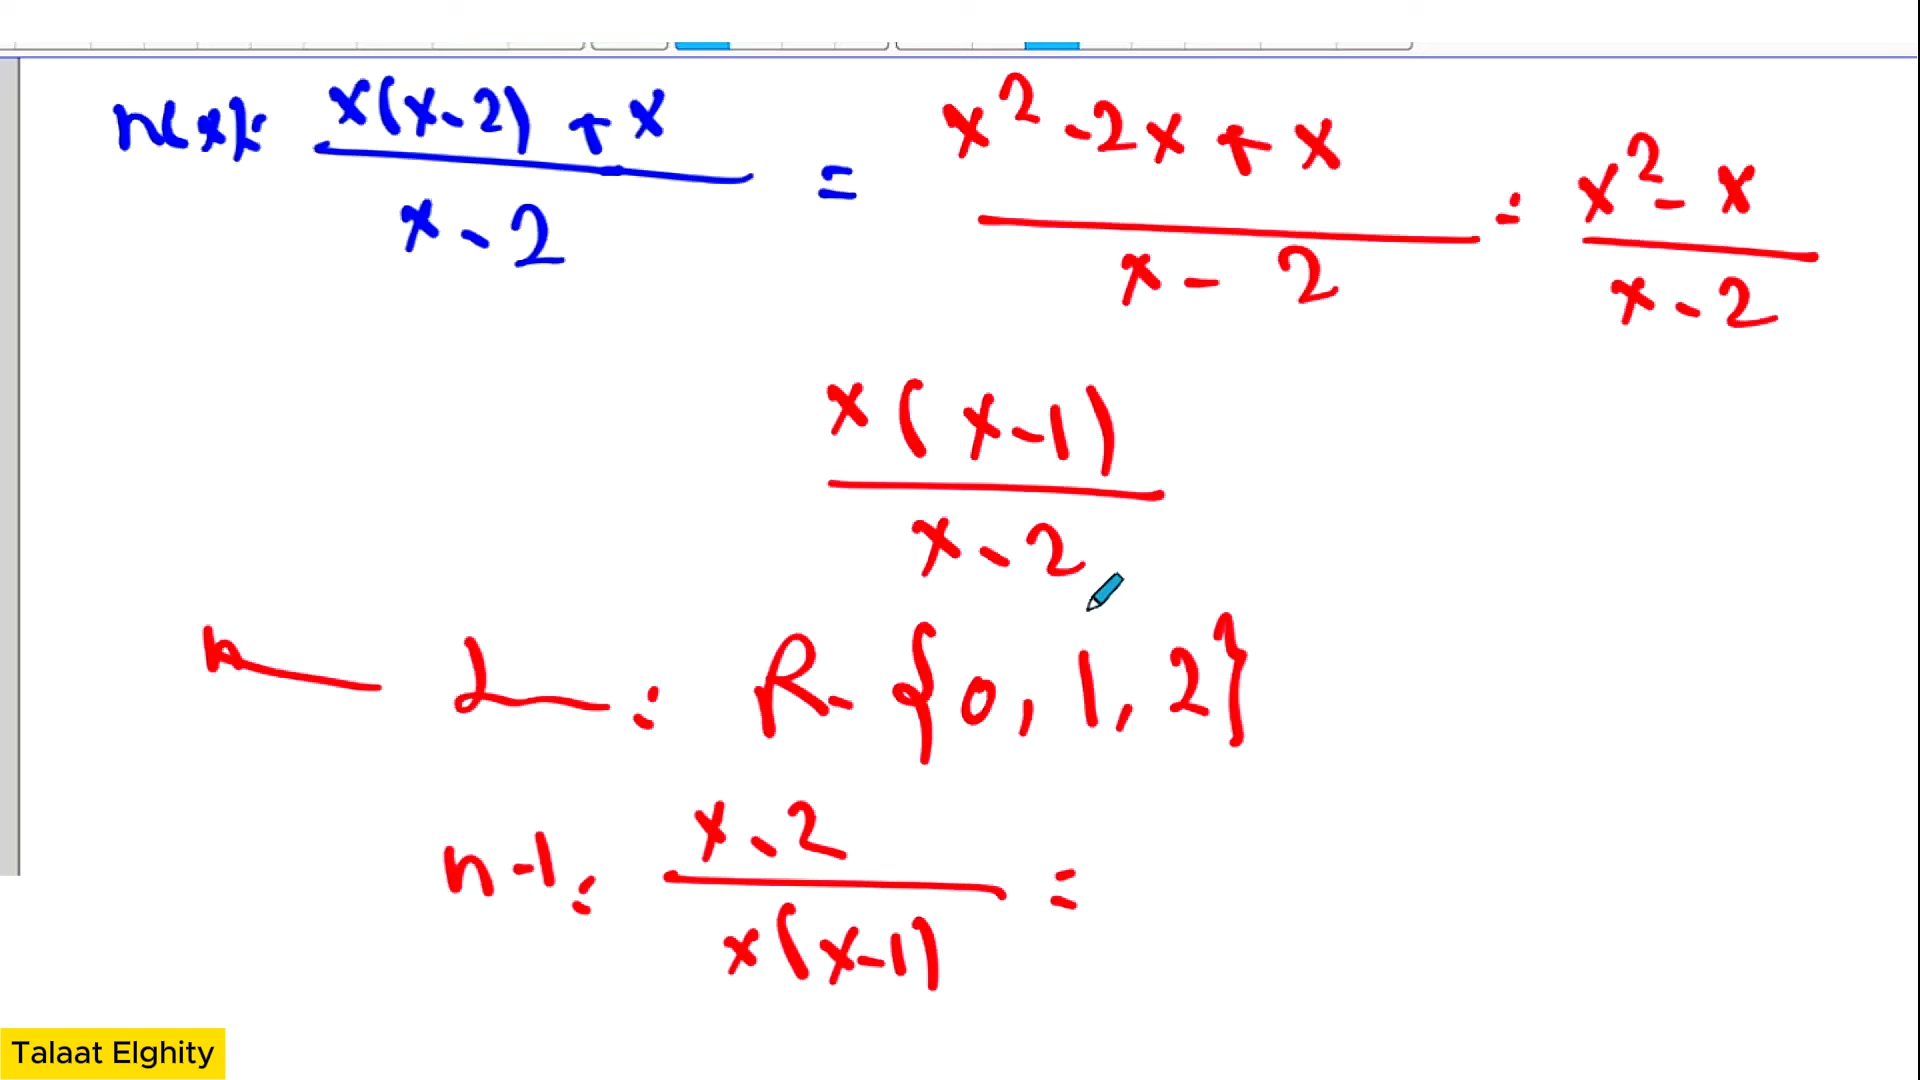 n(x) = x(x-2) + x / x-2 = x² - 2x + x / x - 2 = x² - x / x-2
x(x-1) / x-2
R - {0, 1, 2}
n-1 = x-2 / x(x-1) =
Talaat Elghity